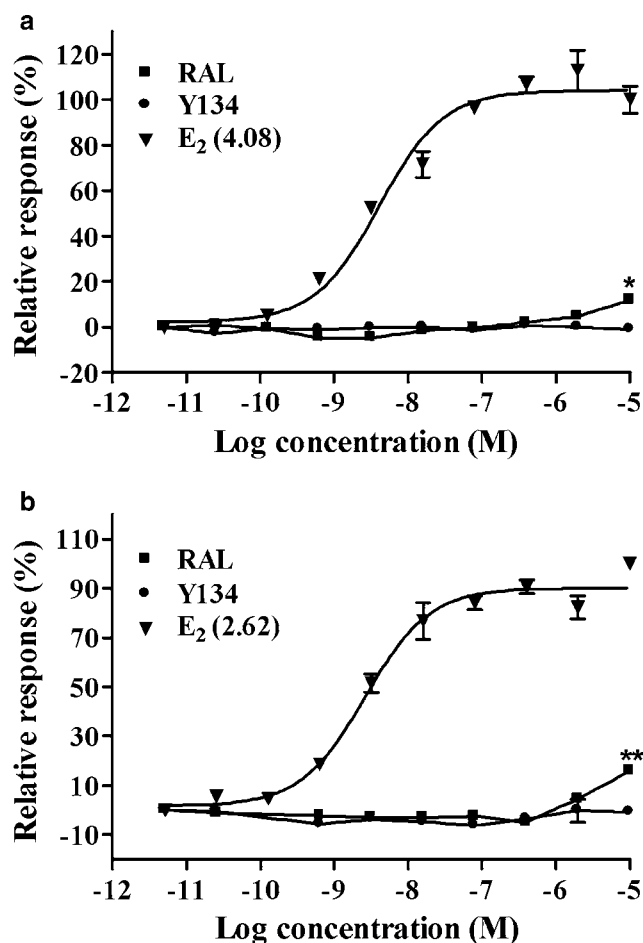 a
Relative response (%)
120
100
80
60
40
20
0
-20
RAL
Y134
E₂ (4.08)
*
-12 -11 -10 -9 -8 -7 -6 -5
Log concentration (M)
b
Relative response (%)
110
90
70
50
30
10
-10
RAL
Y134
E₂ (2.62)
**
-12 -11 -10 -9 -8 -7 -6 -5
Log concentration (M)